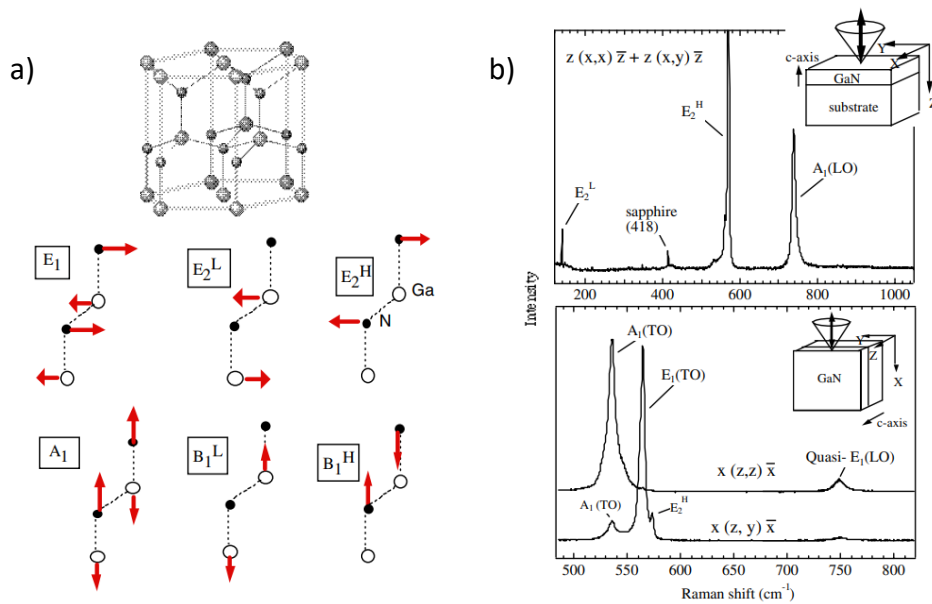 a)
E₁
E₂ᴸ
E₂ᴴ
Ga
N
A₁
B₁ᴸ
B₁ᴴ
b)
z (x,x) z̅ + z (x,y) z̅
E₂ᴴ
E₂ᴸ
sapphire
(418)
A₁(LO)
c-axis
Y
X
Z
GaN
substrate
200 400 600 800 1000
Intensity
A₁(TO)
E₁(TO)
Y
Z
X
GaN
c-axis
x (z,z) x̅
Quasi- E₁(LO)
A₁(TO)
E₂ᴴ
x (z, y) x̅
500 550 600 650 700 750 800
Raman shift (cm⁻¹)